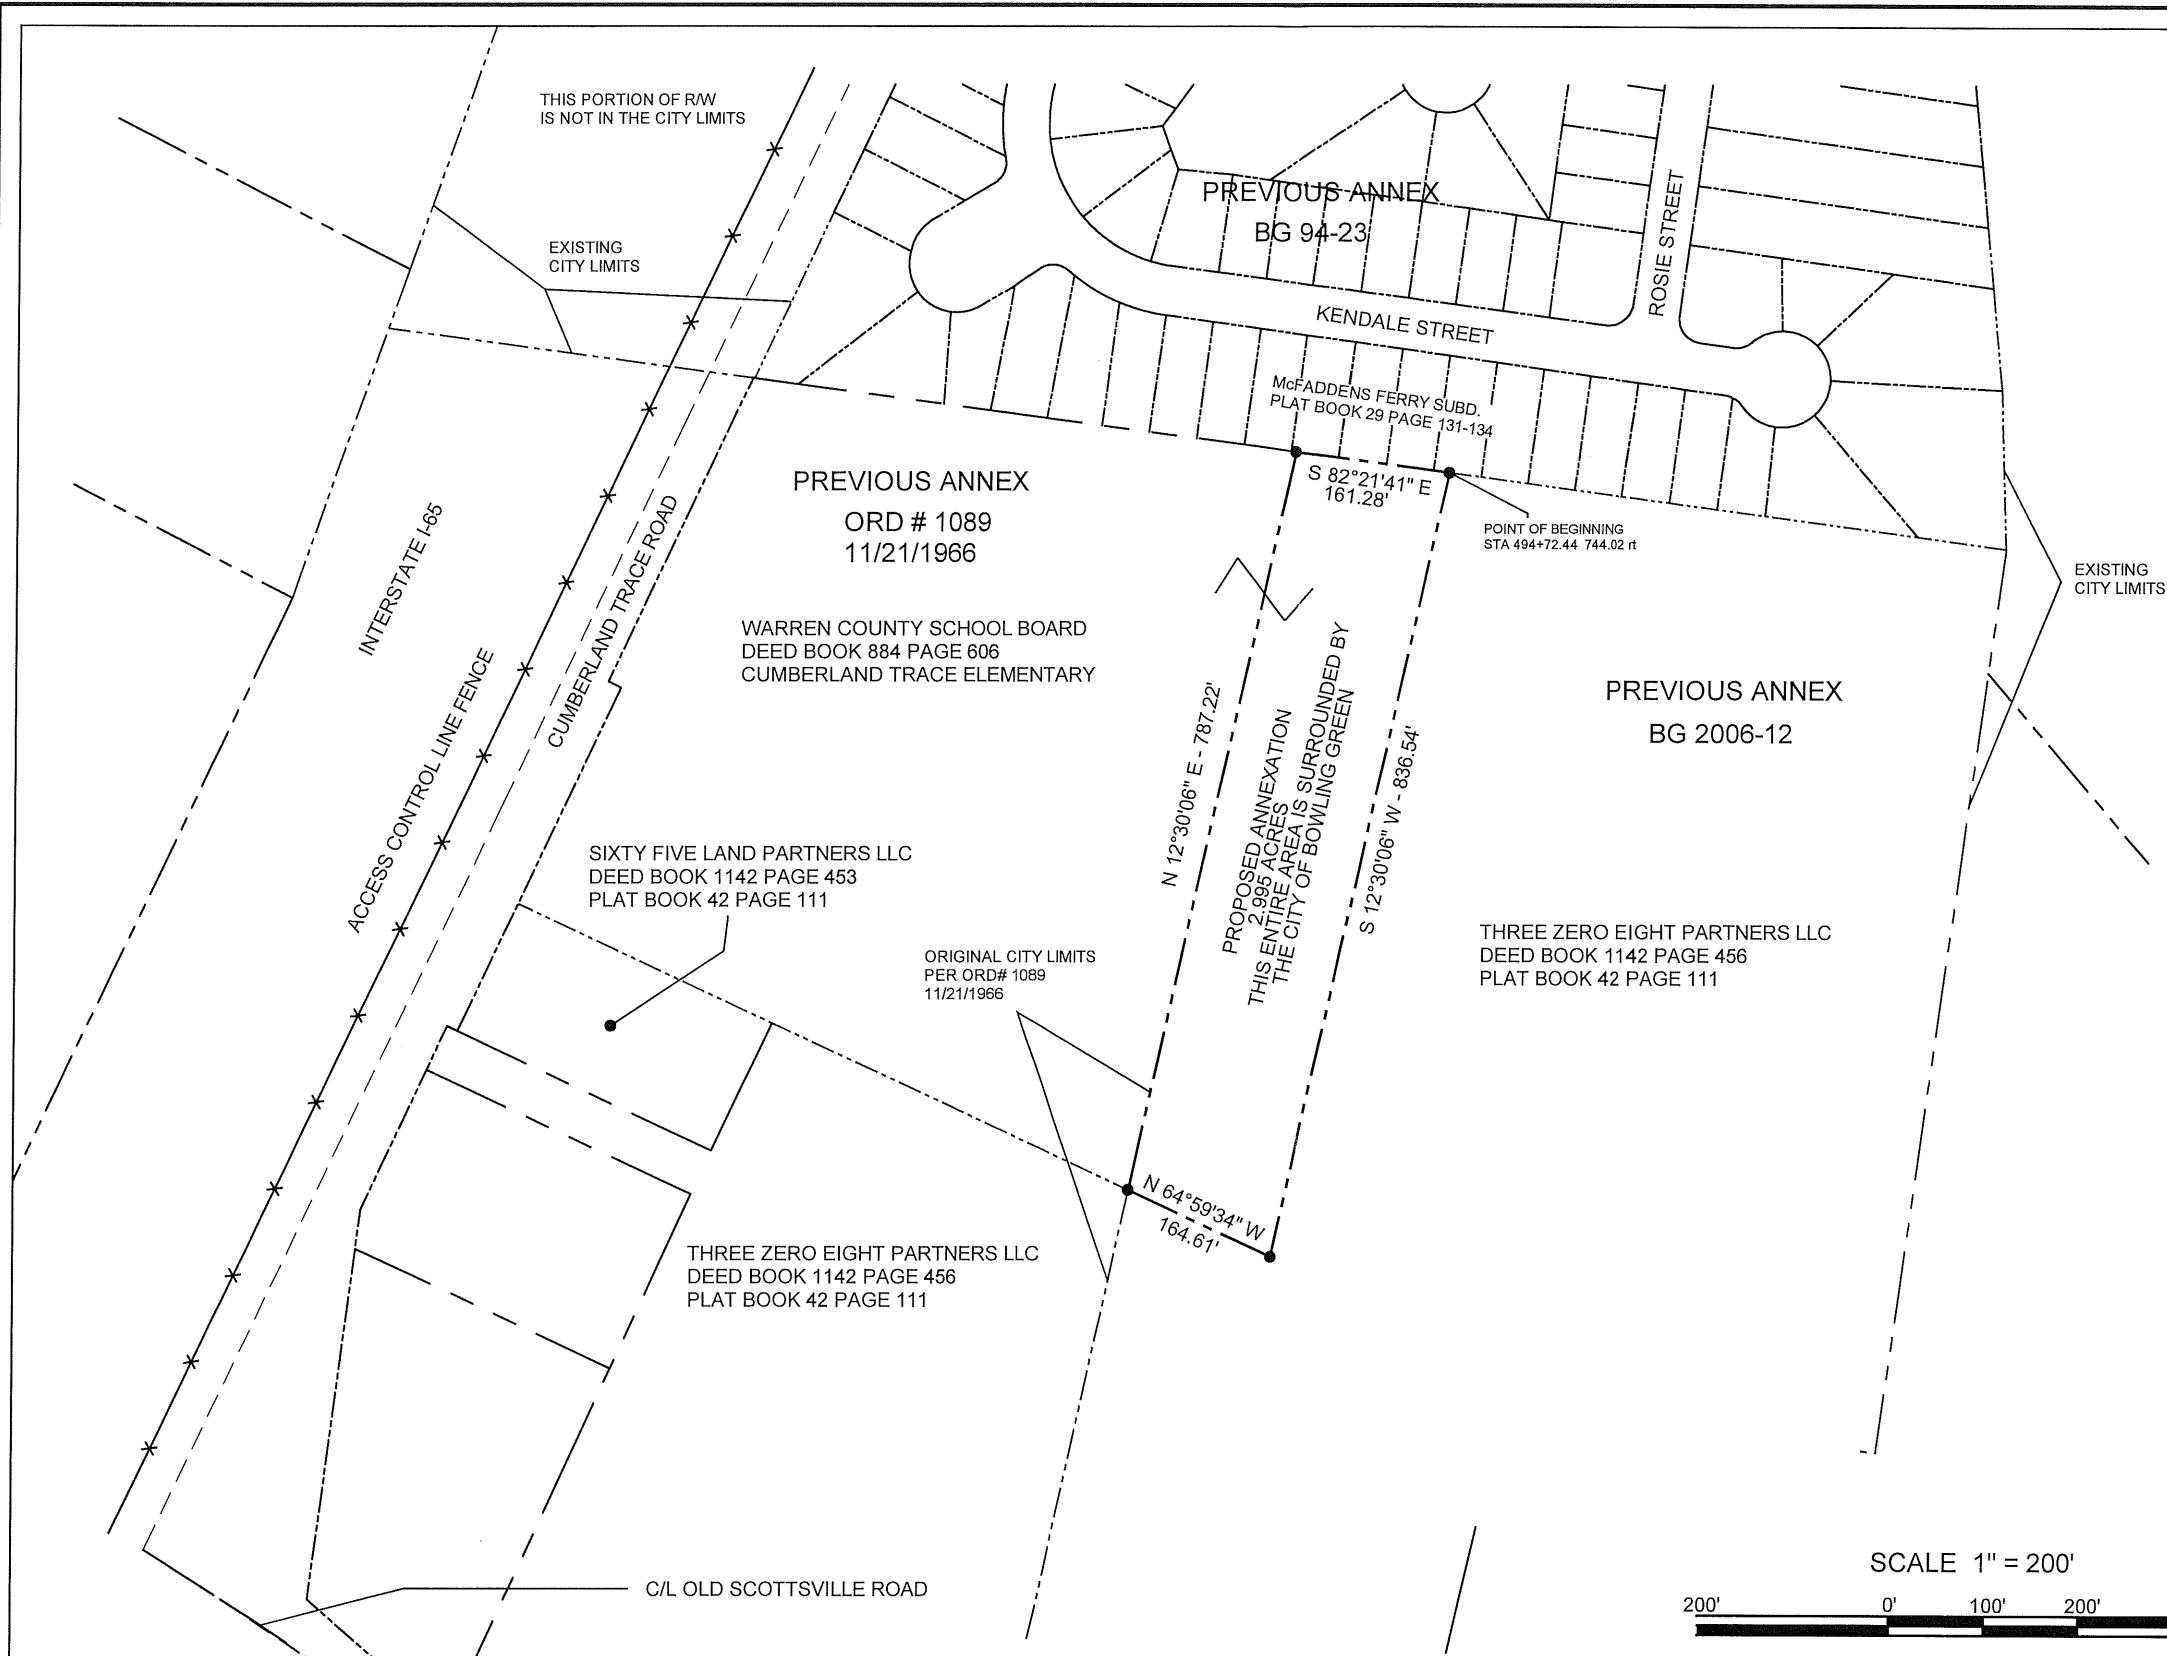 THIS PORTION OF R/W
IS NOT IN THE CITY LIMITS
EXISTING
CITY LIMITS
PREVIOUS ANNEX
BG 94-23
ROSIE STREET
KENDALE STREET
McFADDENS FERRY SUBD.
PLAT BOOK 29 PAGE 131-134
S 82°21'41" E
161.28'
POINT OF BEGINNING
STA 494+72.44 744.02 rt
EXISTING
CITY LIMITS
PREVIOUS ANNEX
ORD # 1089
11/21/1966
INTERSTATE I-65
CUMBERLAND TRACE ROAD
ACCESS CONTROL LINE FENCE
WARREN COUNTY SCHOOL BOARD
DEED BOOK 884 PAGE 606
CUMBERLAND TRACE ELEMENTARY
N 12°30'06" E - 787.22'
PROPOSED ANNEXATION
2.995 ACRES
THIS ENTIRE AREA IS SURROUNDED BY
THE CITY OF BOWLING GREEN
S 12°30'06" W - 836.54'
PREVIOUS ANNEX
BG 2006-12
SIXTY FIVE LAND PARTNERS LLC
DEED BOOK 1142 PAGE 453
PLAT BOOK 42 PAGE 111
ORIGINAL CITY LIMITS
PER ORD# 1089
11/21/1966
THREE ZERO EIGHT PARTNERS LLC
DEED BOOK 1142 PAGE 456
PLAT BOOK 42 PAGE 111
N 64°59'34" W
164.61'
THREE ZERO EIGHT PARTNERS LLC
DEED BOOK 1142 PAGE 456
PLAT BOOK 42 PAGE 111
C/L OLD SCOTTSVILLE ROAD
SCALE 1" = 200'
200' 0' 100' 200'